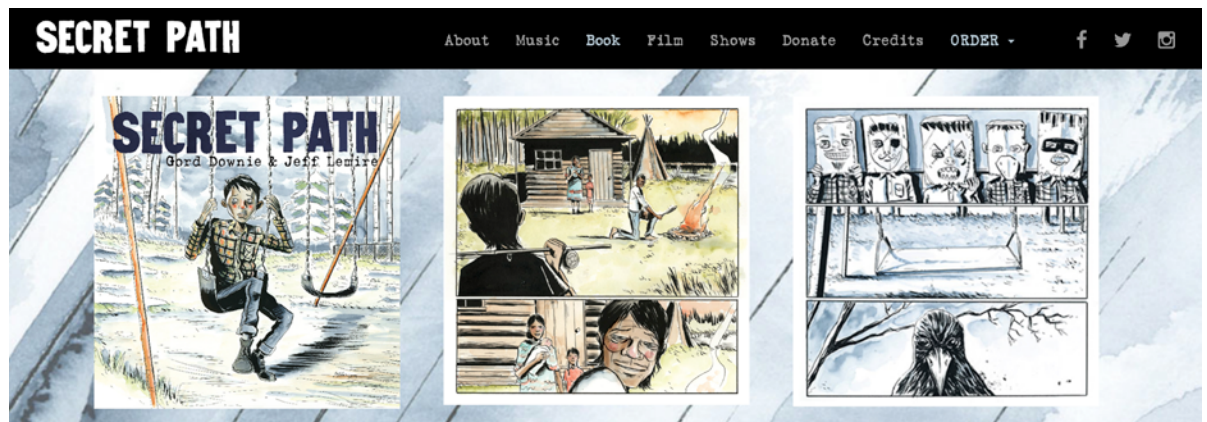 SECRET PATH
About Music Book Film Shows Donate Credits ORDER
SECRET PATH
Gord Downie & Jeff Lemire